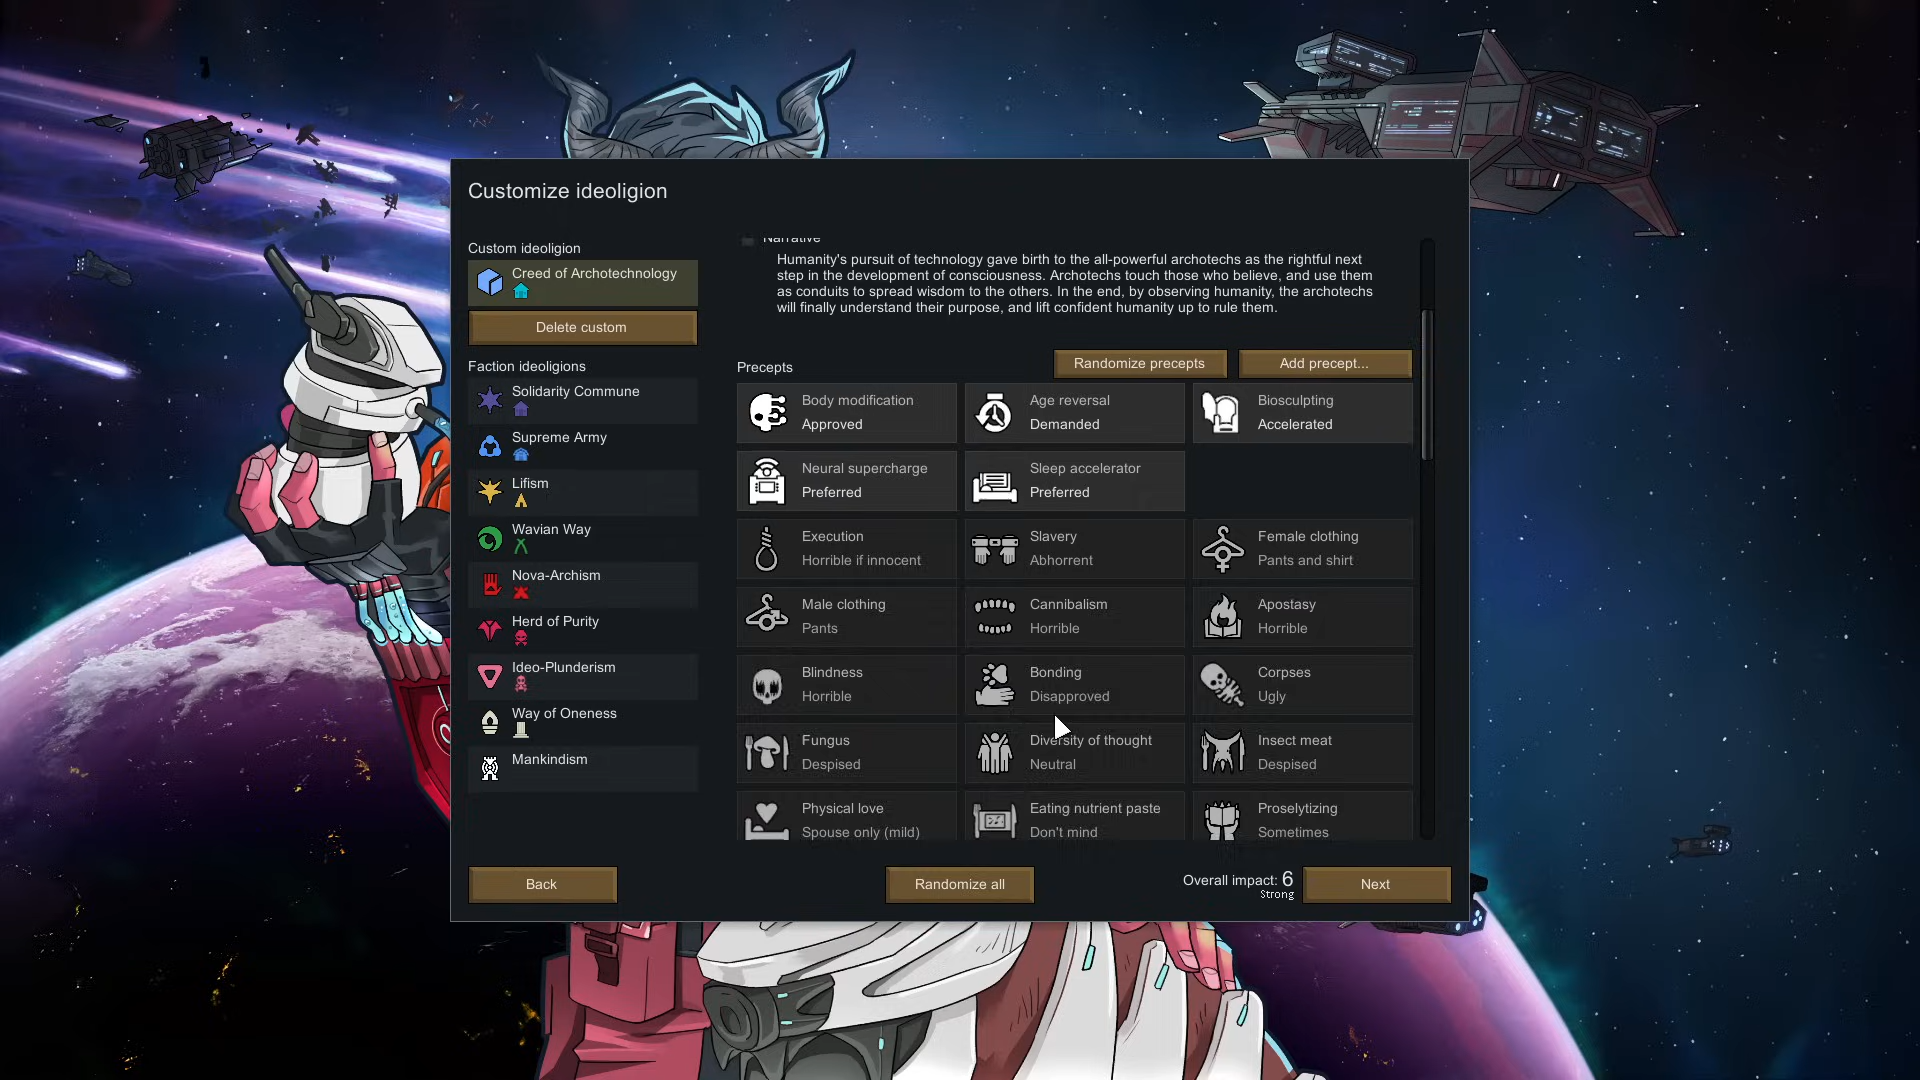 Customize ideoligion
Custom ideoligion
Creed of Archotechnology
Delete custom
Faction ideoligions
Solidarity Commune
Supreme Army
Lifism
Wavian Way
Nova-Archism
Herd of Purity
Ideo-Plunderism
Way of Oneness
Mankindism
Narrative
Humanity's pursuit of technology gave birth to the all-powerful archotechs as the rightful next
step in the development of consciousness. Archotechs touch those who believe, and use them
as conduits to spread wisdom to the others. In the end, by observing humanity, the archotechs
will finally understand their purpose, and lift confident humanity up to rule them.
Precepts
Randomize precepts
Add precept...
Body modification
Approved
Age reversal
Demanded
Biosculpting
Accelerated
Neural supercharge
Preferred
Sleep accelerator
Preferred
Execution
Horrible if innocent
Slavery
Abhorrent
Female clothing
Pants and shirt
Male clothing
Pants
Cannibalism
Horrible
Apostasy
Horrible
Blindness
Horrible
Bonding
Disapproved
Corpses
Ugly
Fungus
Despised
Diversity of thought
Neutral
Insect meat
Despised
Physical love
Spouse only (mild)
Eating nutrient paste
Don't mind
Proselytizing
Sometimes
Back
Randomize all
Overall impact: 6
Strong
Next